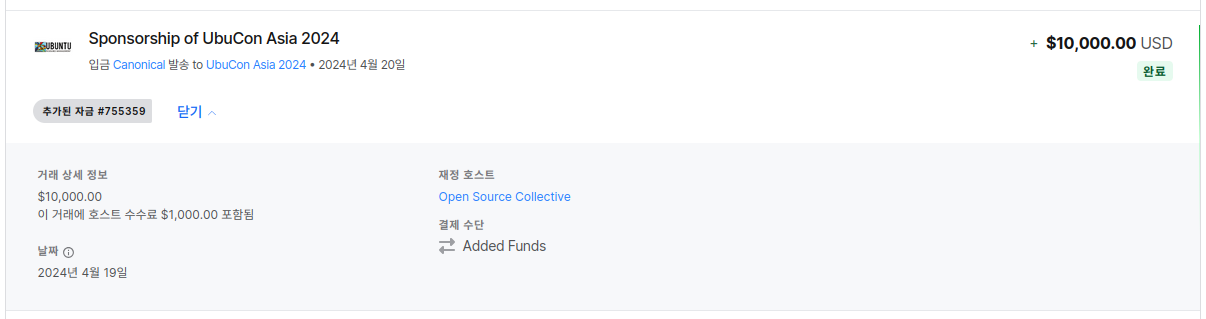 UBUNTU
Sponsorship of UbuCon Asia 2024
+ $10,000.00 USD
입금 Canonical 발송 to UbuCon Asia 2024 • 2024년 4월 20일
완료
추가된 자금 #755359
닫기
거래 상세 정보
$10,000.00
이 거래에 호스트 수수료 $1,000.00 포함됨
날짜
2024년 4월 19일
재정 호스트
Open Source Collective
결제 수단
Added Funds